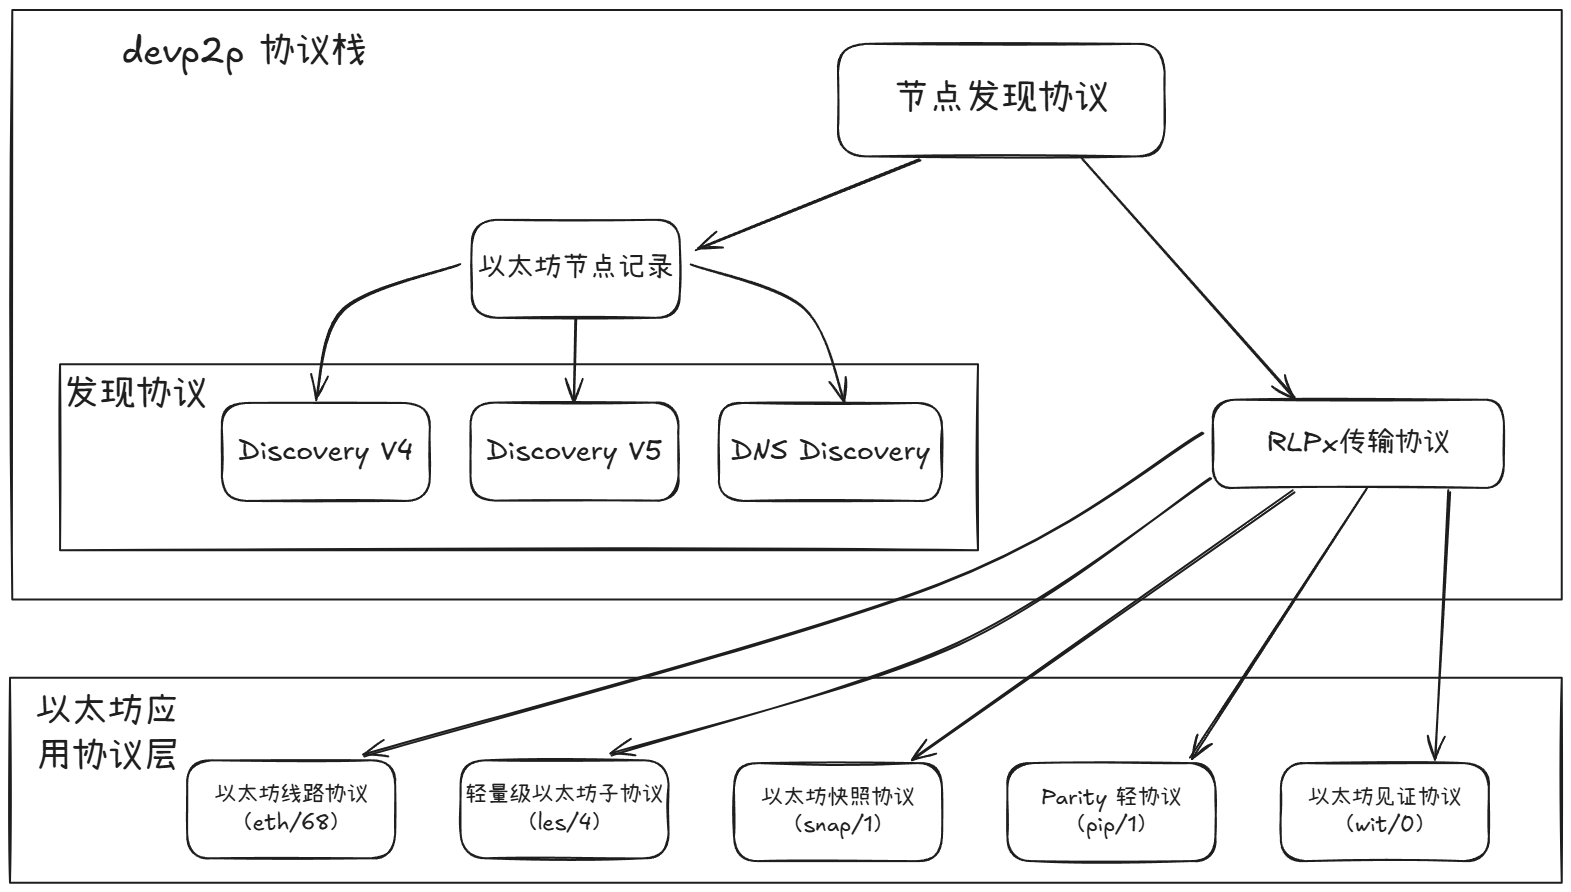 devp2p 协议栈
节点发现协议
以太坊节点记录
发现协议
Discovery V4
Discovery V5
DNS Discovery
RLPx传输协议
以太坊应
用协议层
以太坊线路协议
(eth/68)
轻量级以太坊子协议
(les/4)
以太坊快照协议
(snap/1)
Parity 轻协议
(pip/1)
以太坊见证协议
(wit/0)